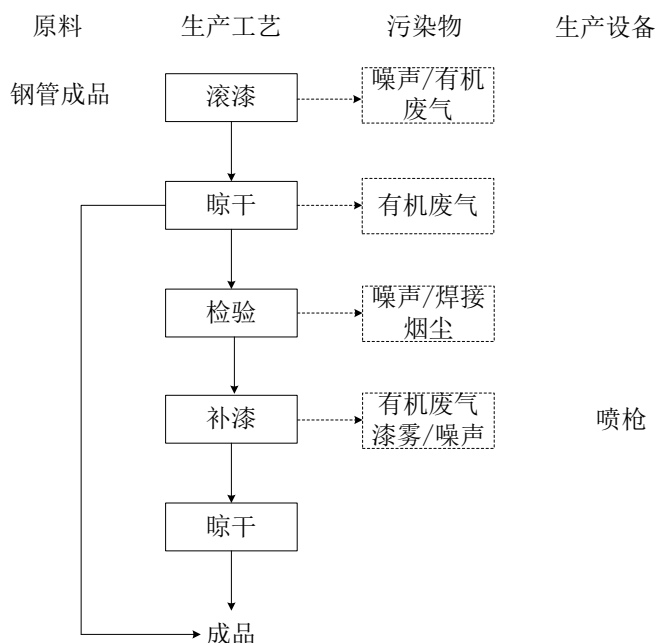 原料 生产工艺 污染物 生产设备
钢管成品
滚漆
噪声/有机
废气
晾干
有机废气
检验
噪声/焊接
烟尘
补漆
有机废气
漆雾/噪声
喷枪
晾干
成品